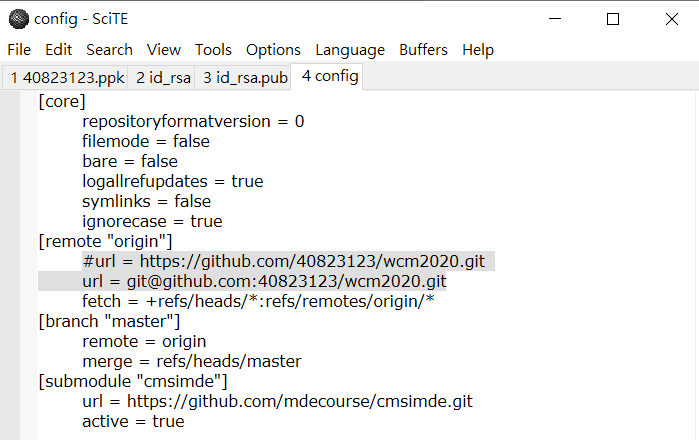 config - SciTE
File Edit Search View Tools Options Language Buffers Help
1 40823123.ppk 2 id_rsa 3 id_rsa.pub 4 config
[core]
repositoryformatversion = 0
filemode = false
bare = false
logallrefupdates = true
symlinks = false
ignorecase = true
[remote "origin"]
#url = https://github.com/40823123/wcm2020.git
url = git@github.com:40823123/wcm2020.git
fetch = +refs/heads/*:refs/remotes/origin/*
[branch "master"]
remote = origin
merge = refs/heads/master
[submodule "cmsimde"]
url = https://github.com/mdecourse/cmsimde.git
active = true